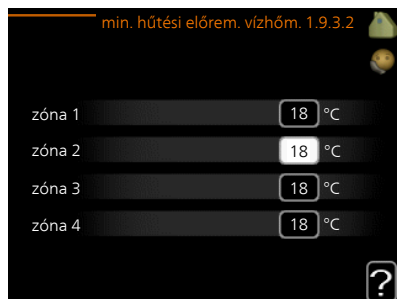 min. hűtési előrem. vízhőm. 1.9.3.2
zóna 1 18 °C
zóna 2 18 °C
zóna 3 18 °C
zóna 4 18 °C
?